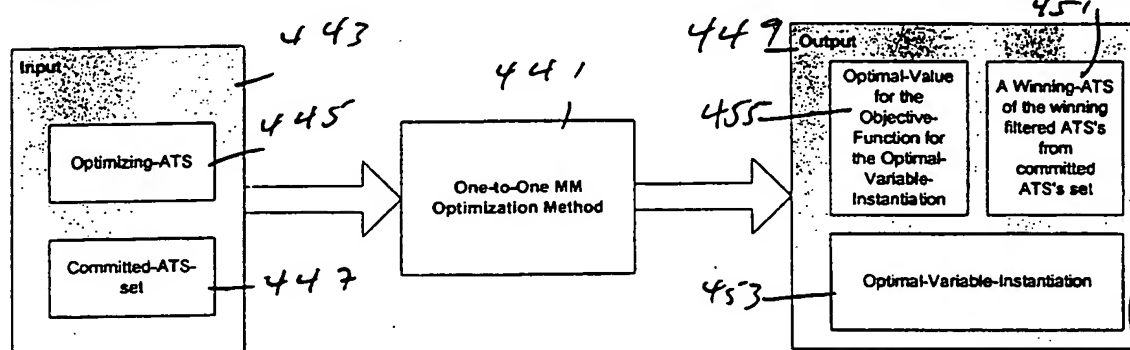 443
Input
445
Optimizing-ATS
Committed-ATS-
set
447
441
One-to-One MM
Optimization Method
449
Output
451
455
Optimal-Value
for the
Objective-
Function for
the Optimal-
Variable-
Instantiation
A Winning-ATS
of the winning
filtered ATS's
from
committed
ATS's set
453
Optimal-Variable-Instantiation